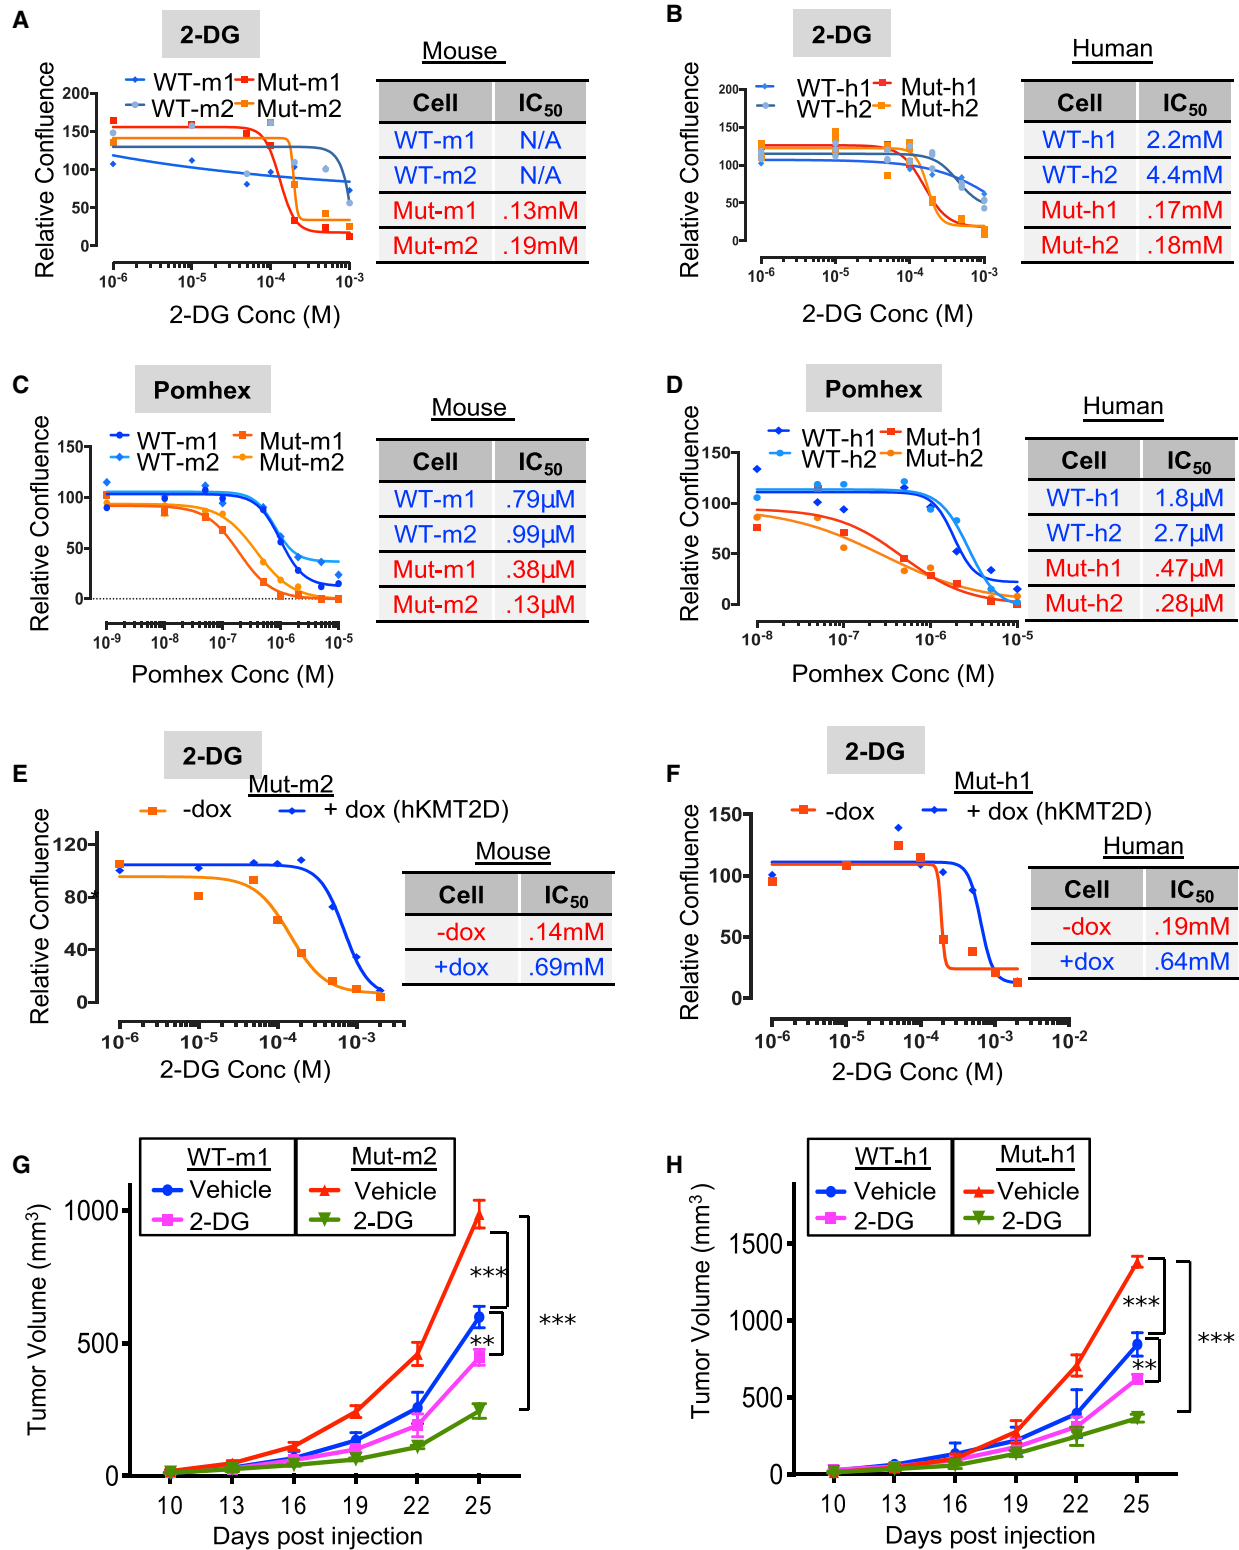 A
2-DG
Mouse
WT-m1 Mut-m1
WT-m2 Mut-m2
Relative Confluence
200
150
100
50
0
10-6 10-5 10-4 10-3
2-DG Conc (M)
Cell IC50
WT-m1 N/A
WT-m2 N/A
Mut-m1 .13mM
Mut-m2 .19mM
B
2-DG
Human
WT-h1 Mut-h1
WT-h2 Mut-h2
Relative Confluence
200
150
100
50
0
10-6 10-5 10-4 10-3
2-DG Conc (M)
Cell IC50
WT-h1 2.2mM
WT-h2 4.4mM
Mut-h1 .17mM
Mut-h2 .18mM
C
Pomhex
Mouse
WT-m1 Mut-m1
WT-m2 Mut-m2
Relative Confluence
150
100
50
0
10-9 10-8 10-7 10-6 10-5
Pomhex Conc (M)
Cell IC50
WT-m1 .79µM
WT-m2 .99µM
Mut-m1 .38µM
Mut-m2 .13µM
D
Pomhex
Human
WT-h1 Mut-h1
WT-h2 Mut-h2
Relative Confluence
150
100
50
0
10-8 10-7 10-6 10-5
Pomhex Conc (M)
Cell IC50
WT-h1 1.8µM
WT-h2 2.7µM
Mut-h1 .47µM
Mut-h2 .28µM
E
2-DG
Mut-m2
-dox + dox (hKMT2D)
Relative Confluence
120
80
40
0
10-6 10-5 10-4 10-3
2-DG Conc (M)
Mouse
Cell IC50
-dox .14mM
+dox .69mM
F
2-DG
Mut-h1
-dox + dox (hKMT2D)
Relative Confluence
150
100
50
0
10-6 10-5 10-4 10-3 10-2
2-DG Conc (M)
Human
Cell IC50
-dox .19mM
+dox .64mM
G
WT-m1 Mut-m2
Vehicle Vehicle
2-DG 2-DG
Tumor Volume (mm3)
1000
500
0
***
**
***
10 13 16 19 22 25
Days post injection
H
WT-h1 Mut-h1
Vehicle Vehicle
2-DG 2-DG
Tumor Volume (mm3)
1500
1000
500
0
***
**
***
10 13 16 19 22 25
Days post injection